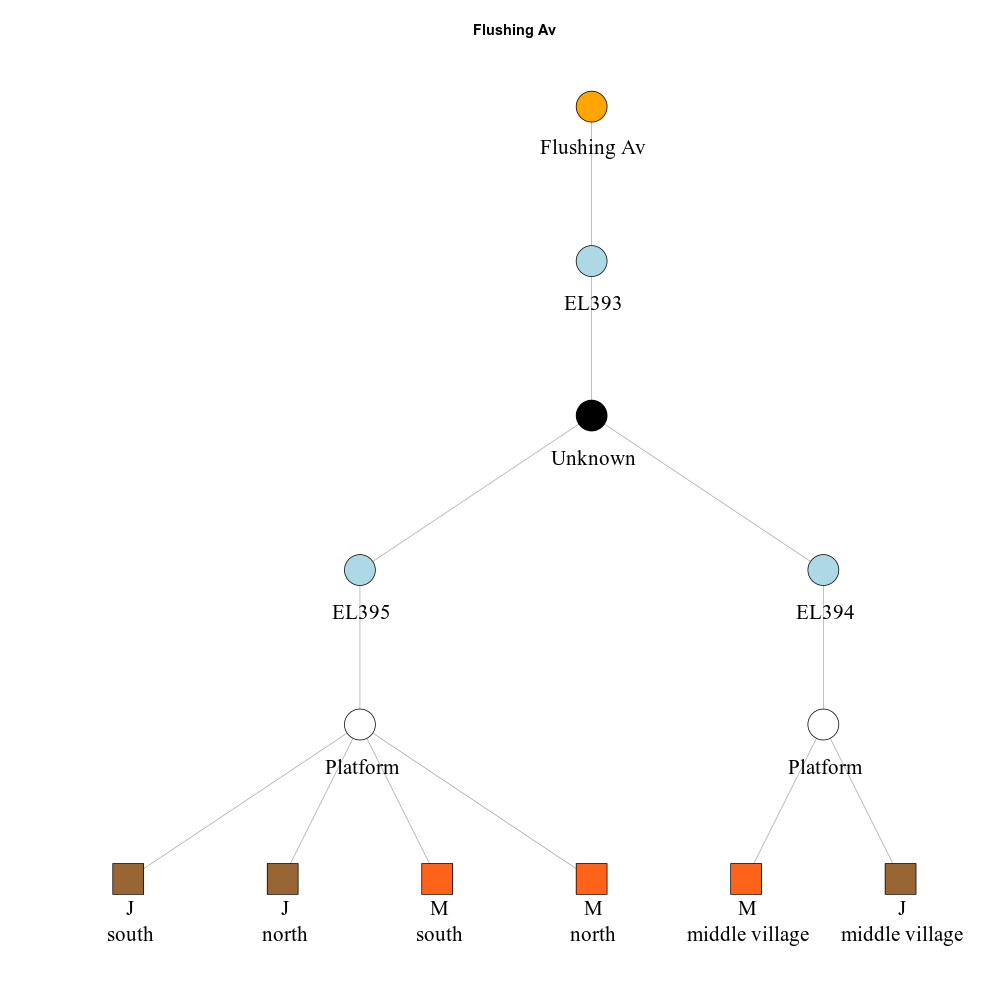 Flushing Av
Flushing Av
EL393
Unknown
EL395
EL394
Platform
Platform
J
south
J
north
M
south
M
north
M
middle village
J
middle village